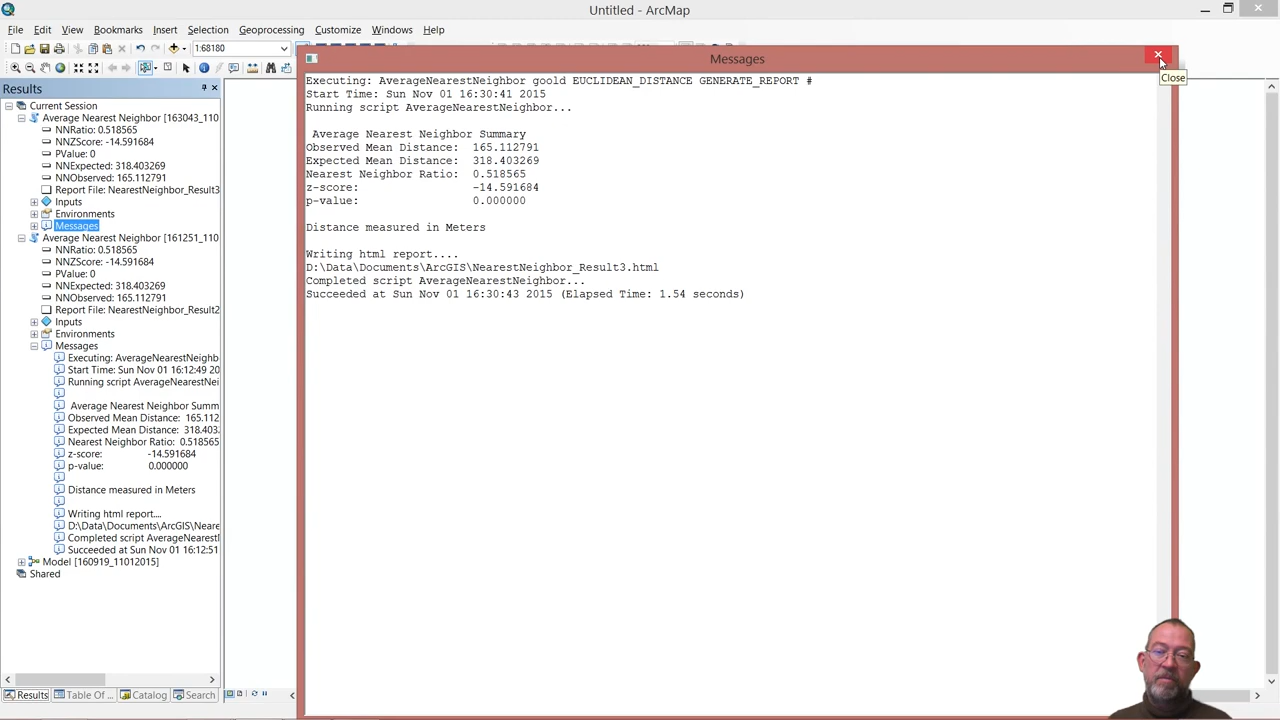 Untitled - ArcMap
File Edit View Bookmarks Insert Selection Geoprocessing Customize Windows Help
1:68180
Results
Current Session
Average Nearest Neighbor [163043_110
NNRatio: 0.518565
NNZScore: -14.591684
PValue: 0
NNExpected: 318.403269
NNObserved: 165.112791
Report File: NearestNeighbor_Result3
Inputs
Environments
Messages
Average Nearest Neighbor [161251_110
NNRatio: 0.518565
NNZScore: -14.591684
PValue: 0
NNExpected: 318.403269
NNObserved: 165.112791
Report File: NearestNeighbor_Result2
Inputs
Environments
Messages
Executing: AverageNearestNeighb
Start Time: Sun Nov 01 16:12:49 20
Running script AverageNearestNei
Average Nearest Neighbor Summ
Observed Mean Distance: 165.112
Expected Mean Distance: 318.403
Nearest Neighbor Ratio: 0.518565
z-score: -14.591684
p-value: 0.000000
Distance measured in Meters
Writing html report....
D:\Data\Documents\ArcGIS\Neare
Completed script AverageNearestI
Succeeded at Sun Nov 01 16:12:51
Model [160919_11012015]
Shared
Results Table Of ... Catalog Search
Messages
Close
Executing: AverageNearestNeighbor goold EUCLIDEAN_DISTANCE GENERATE_REPORT #
Start Time: Sun Nov 01 16:30:41 2015
Running script AverageNearestNeighbor...
Average Nearest Neighbor Summary
Observed Mean Distance: 165.112791
Expected Mean Distance: 318.403269
Nearest Neighbor Ratio: 0.518565
z-score: -14.591684
p-value: 0.000000
Distance measured in Meters
Writing html report....
D:\Data\Documents\ArcGIS\NearestNeighbor_Result3.html
Completed script AverageNearestNeighbor...
Succeeded at Sun Nov 01 16:30:43 2015 (Elapsed Time: 1.54 seconds)